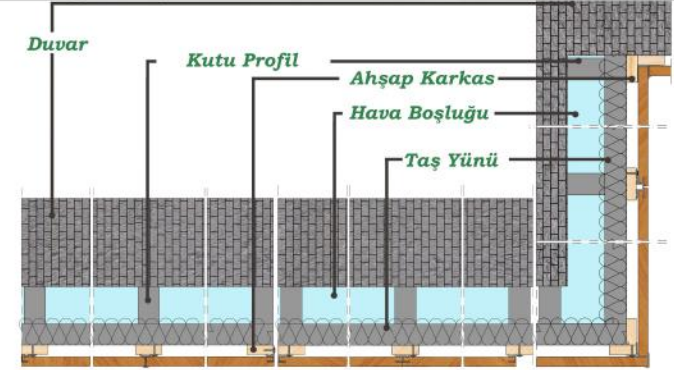 Duvar
Kutu Profil
Ahşap Karkas
Hava Boşluğu
Taş Yünü